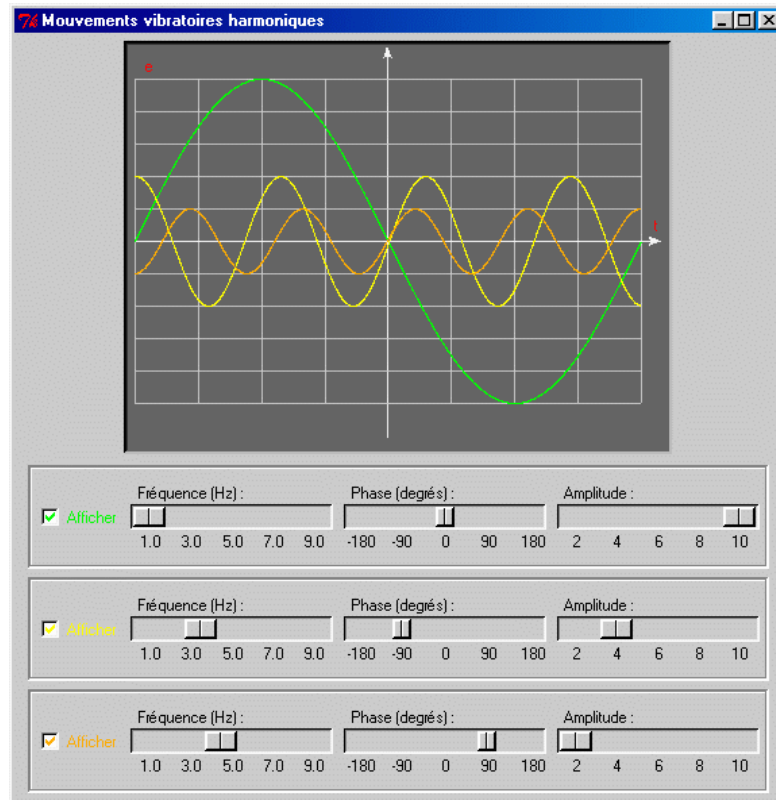 Mouvements vibratoires harmoniques
e
t
Fréquence (Hz) : Phase (degrés) : Amplitude :
Afficher
1.0 3.0 5.0 7.0 9.0 -180 -90 0 90 180 2 4 6 8 10
Fréquence (Hz) : Phase (degrés) : Amplitude :
Afficher
1.0 3.0 5.0 7.0 9.0 -180 -90 0 90 180 2 4 6 8 10
Fréquence (Hz) : Phase (degrés) : Amplitude :
Afficher
1.0 3.0 5.0 7.0 9.0 -180 -90 0 90 180 2 4 6 8 10